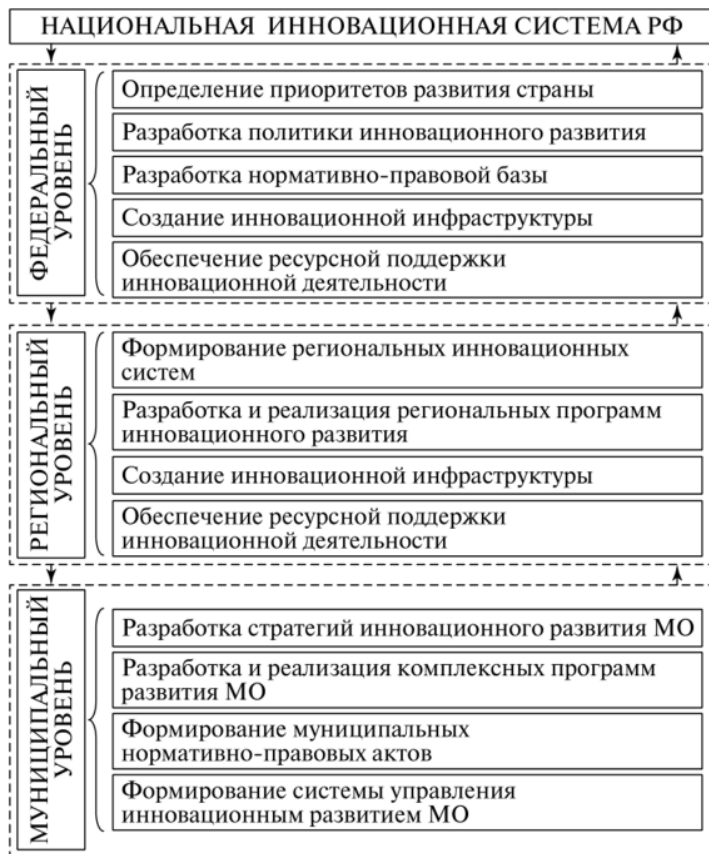 НАЦИОНАЛЬНАЯ ИННОВАЦИОННАЯ СИСТЕМА РФ
ФЕДЕРАЛЬНЫЙ
УРОВЕНЬ
Определение приоритетов развития страны
Разработка политики инновационного развития
Разработка нормативно-правовой базы
Создание инновационной инфраструктуры
Обеспечение ресурсной поддержки
инновационной деятельности
РЕГИОНАЛЬНЫЙ
УРОВЕНЬ
Формирование региональных инновационных
систем
Разработка и реализация региональных программ
инновационного развития
Создание инновационной инфраструктуры
Обеспечение ресурсной поддержки
инновационной деятельности
МУНИЦИПАЛЬНЫЙ
УРОВЕНЬ
Разработка стратегий инновационного развития МО
Разработка и реализация комплексных программ
развития МО
Формирование муниципальных
нормативно-правовых актов
Формирование системы управления
инновационным развитием МО